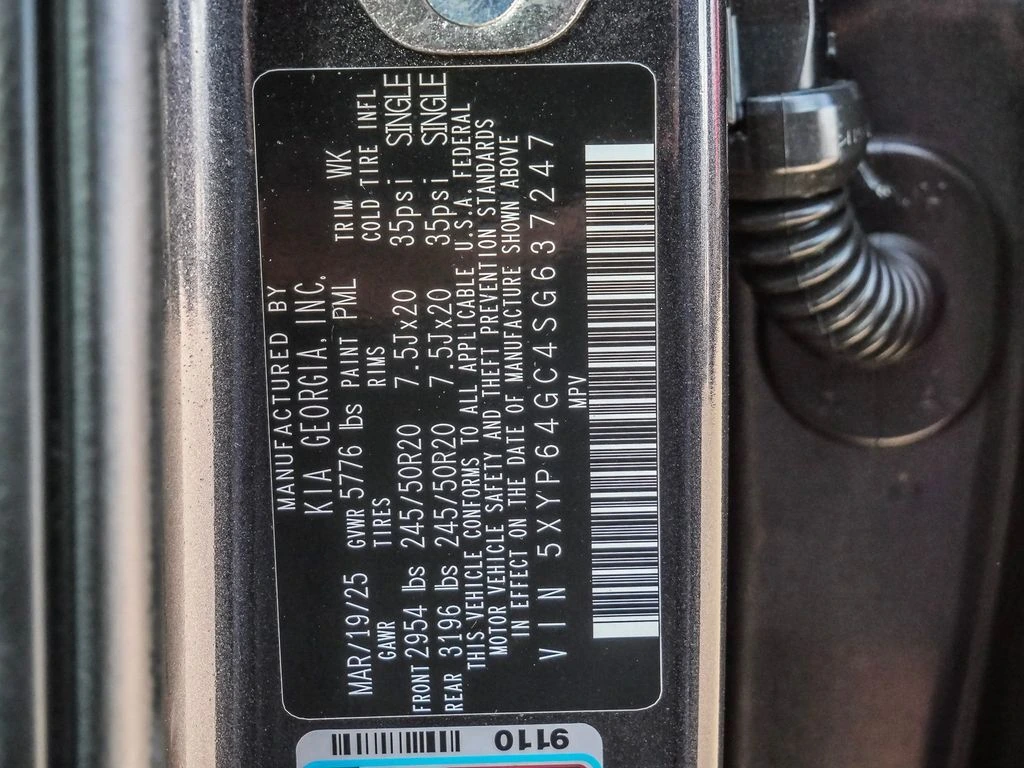 MANUFACTURED BY
KIA GEORGIA, INC.
MAR/19/25 GVWR 5776 lbs PAINT PML TRIM WK
GAWR TIRES RIMS COLD TIRE INFL
FRONT 2954 lbs 245/50R20 7.5Jx20 35psi SINGLE
REAR 3196 lbs 245/50R20 7.5Jx20 35psi SINGLE
THIS VEHICLE CONFORMS TO ALL APPLICABLE U.S.A. FEDERAL
MOTOR VEHICLE SAFETY AND THEFT PREVENTION STANDARDS
IN EFFECT ON THE DATE OF MANUFACTURE SHOWN ABOVE
VIN 5XYP64GC4SG637247
MPV
9110